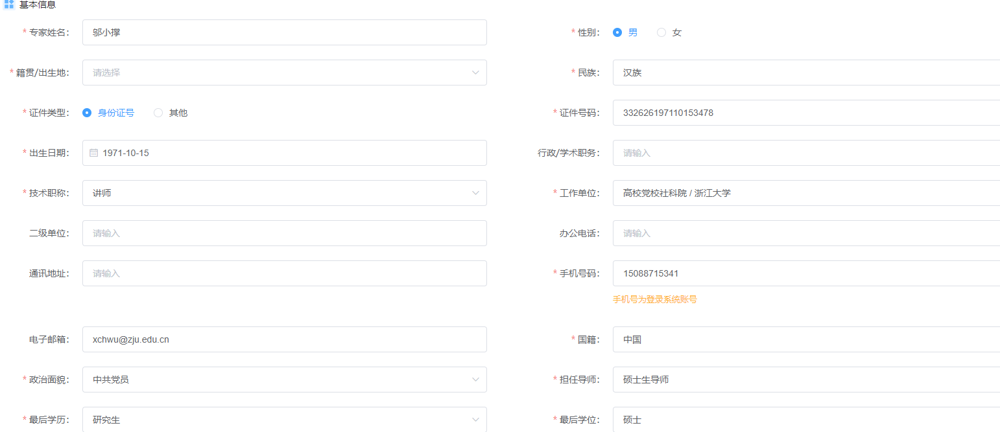 基本信息
* 专家姓名： 邬小撑
* 性别： 男 女
* 籍贯/出生地： 请选择
* 民族： 汉族
* 证件类型： 身份证号 其他
* 证件号码： 332626197110153478
* 出生日期： 1971-10-15
行政/学术职务： 请输入
* 技术职称： 讲师
* 工作单位： 高校党校社科院 / 浙江大学
二级单位： 请输入
办公电话： 请输入
通讯地址： 请输入
* 手机号码： 15088715341
手机号为登录系统账号
电子邮箱： xchwu@zju.edu.cn
* 国籍： 中国
* 政治面貌： 中共党员
* 担任导师： 硕士生导师
* 最后学历： 研究生
* 最后学位： 硕士